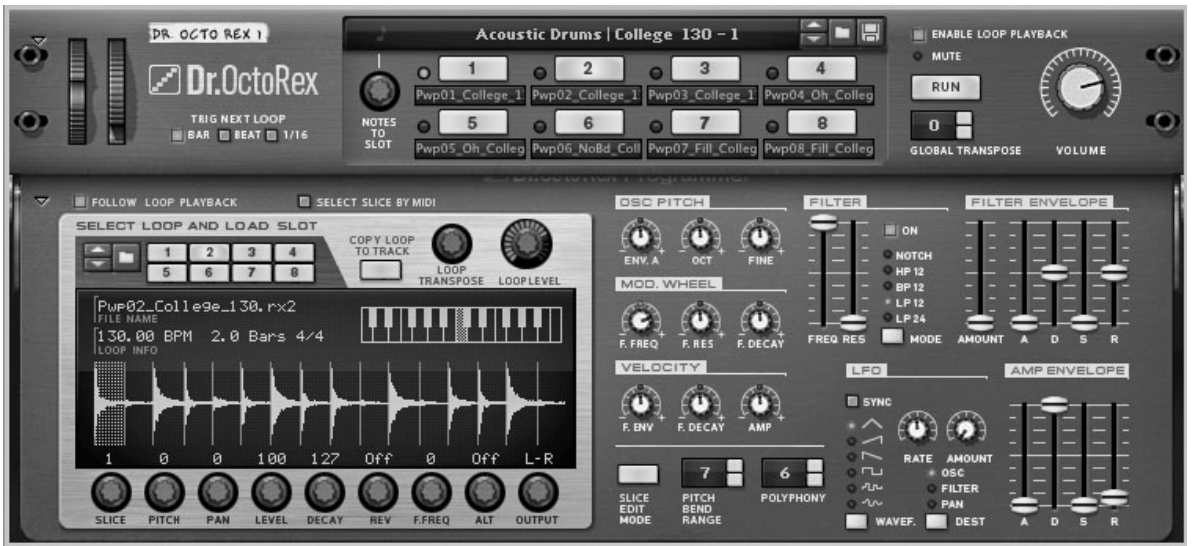 DR. OCTO REX 1
Dr.OctoRex
TRIG NEXT LOOP
BAR BEAT 1/16
Acoustic Drums | College 130 - 1
NOTES TO SLOT
1 2 3 4
Pwp01_College_1 Pwp02_College_1 Pwp03_College_1 Pwp04_Oh_Colleg
5 6 7 8
Pwp05_Oh_Colleg Pwp06_NoBd_Coll Pwp07_Fill_Colleg Pwp08_Fill_Colleg
ENABLE LOOP PLAYBACK
MUTE
RUN
0
GLOBAL TRANSPOSE
VOLUME
Dr.OctoRex Programmer
FOLLOW LOOP PLAYBACK
SELECT SLICE BY MIDI
SELECT LOOP AND LOAD SLOT
1 2 3 4
5 6 7 8
COPY LOOP TO TRACK
LOOP TRANSPOSE
LOOP LEVEL
Pwp02_College_130.rx2
FILE NAME
130.00 BPM 2.0 Bars 4/4
LOOP INFO
1 0 0 100 127 Off 0 Off L-R
SLICE PITCH PAN LEVEL DECAY REV F.FREQ ALT OUTPUT
OSC PITCH
ENV. A OCT FINE
MOD. WHEEL
F. FREQ F. RES F. DECAY
VELOCITY
F. ENV F. DECAY AMP
SLICE EDIT MODE
7
PITCH BEND RANGE
6
POLYPHONY
FILTER
ON
NOTCH
HP 12
BP 12
LP 12
LP 24
MODE
FREQ RES
FILTER ENVELOPE
AMOUNT A D S R
LFO
SYNC
RATE AMOUNT
OSC
FILTER
PAN
WAVEF. DEST
AMP ENVELOPE
A D S R